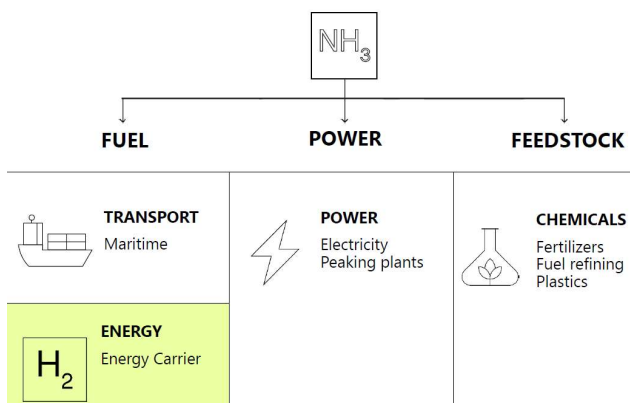 NH3
FUEL
POWER
FEEDSTOCK
TRANSPORT
Maritime
ENERGY
Energy Carrier
H2
POWER
Electricity
Peaking plants
CHEMICALS
Fertilizers
Fuel refining
Plastics